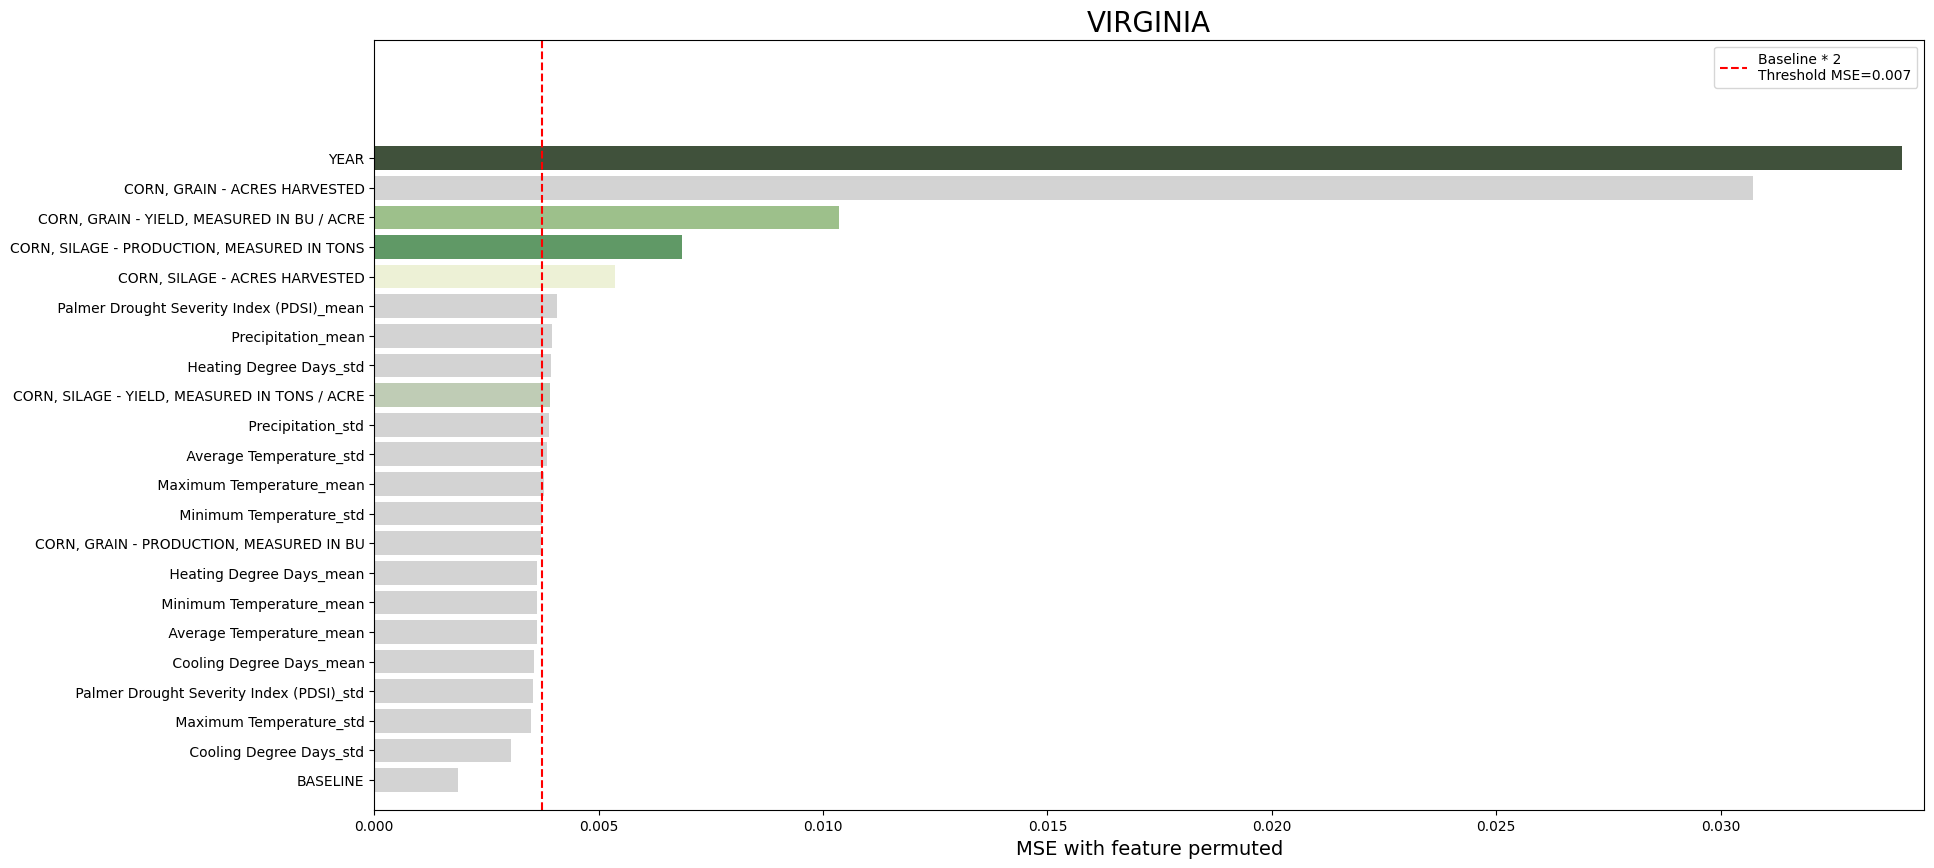 VIRGINIA
Baseline * 2
Threshold MSE=0.007
YEAR
CORN, GRAIN - ACRES HARVESTED
CORN, GRAIN - YIELD, MEASURED IN BU / ACRE
CORN, SILAGE - PRODUCTION, MEASURED IN TONS
CORN, SILAGE - ACRES HARVESTED
Palmer Drought Severity Index (PDSI)_mean
Precipitation_mean
Heating Degree Days_std
CORN, SILAGE - YIELD, MEASURED IN TONS / ACRE
Precipitation_std
Average Temperature_std
Maximum Temperature_mean
Minimum Temperature_std
CORN, GRAIN - PRODUCTION, MEASURED IN BU
Heating Degree Days_mean
Minimum Temperature_mean
Average Temperature_mean
Cooling Degree Days_mean
Palmer Drought Severity Index (PDSI)_std
Maximum Temperature_std
Cooling Degree Days_std
BASELINE
0.000 0.005 0.010 0.015 0.020 0.025 0.030
MSE with feature permuted